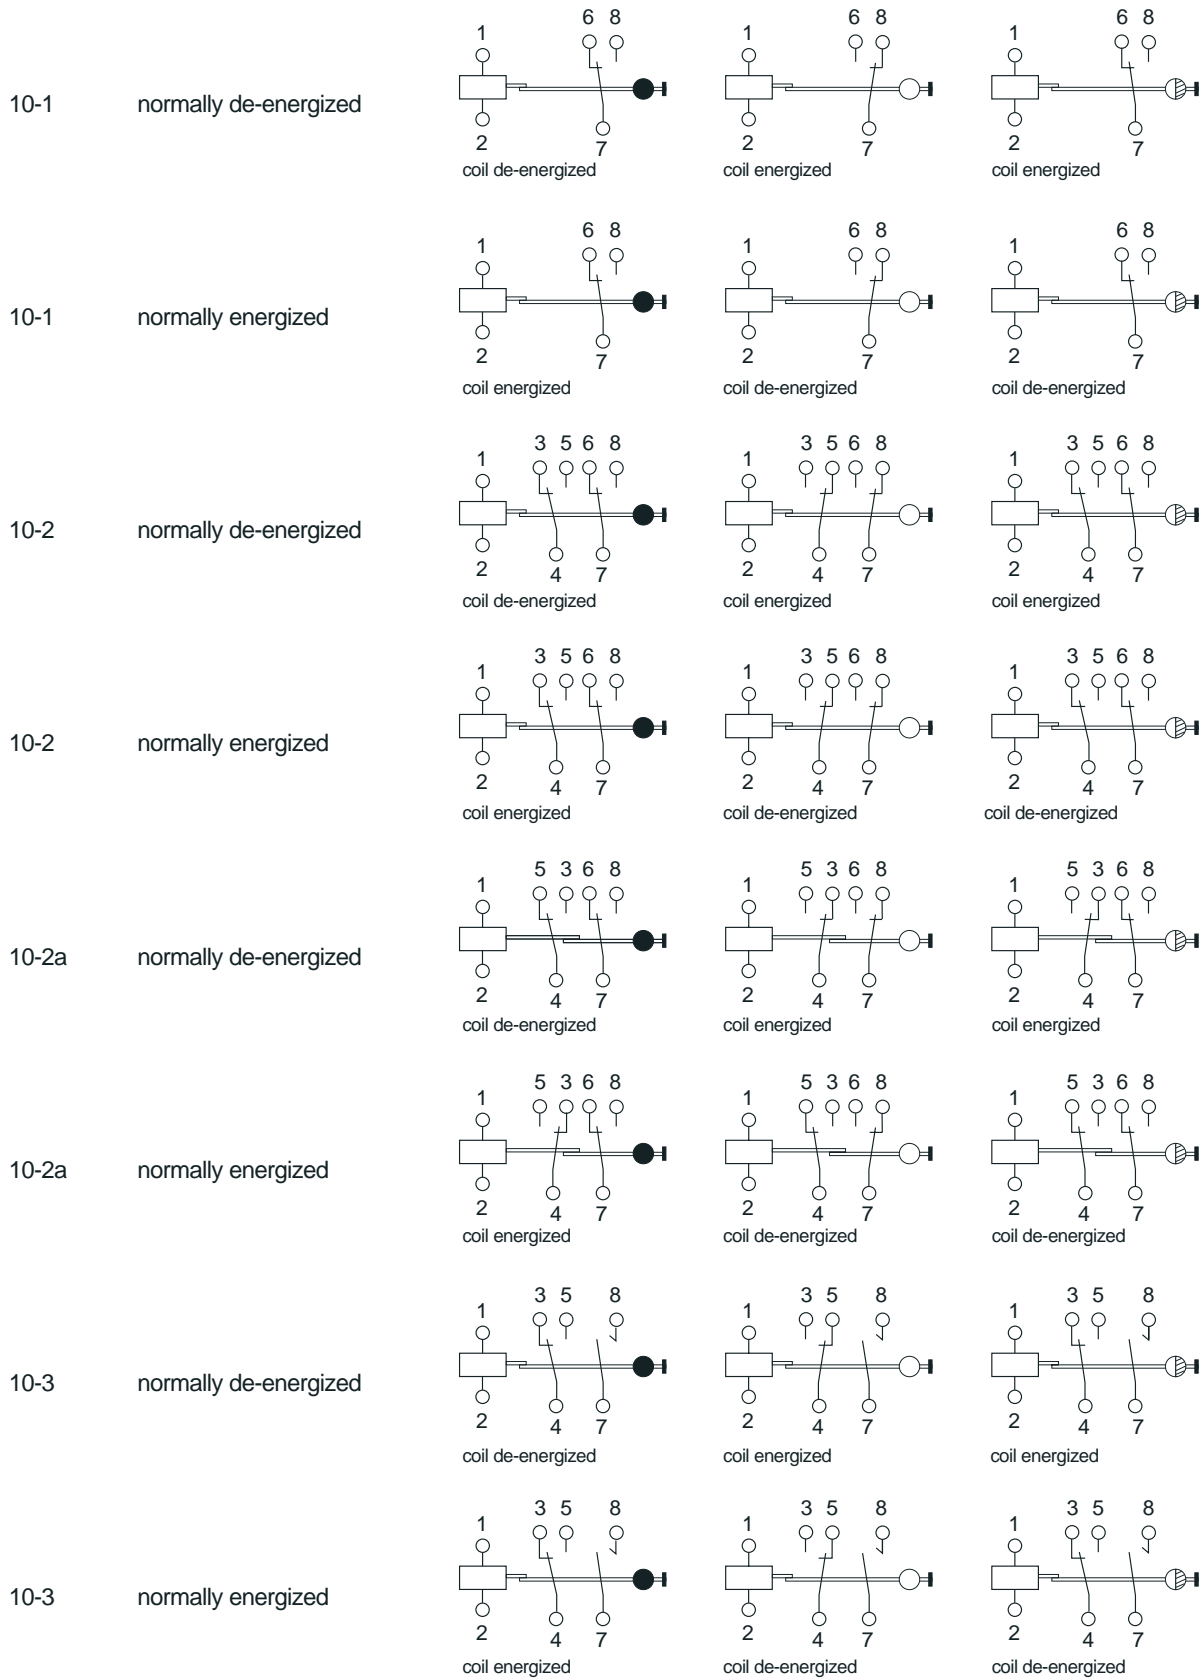 6 8 6 8 6 8
1 1 1
10-1 normally de-energized
2 7 2 7 2 7
coil de-energized coil energized coil energized
6 8 6 8 6 8
1 1 1
10-1 normally energized
2 7 2 7 2 7
coil energized coil de-energized coil de-energized
3 5 6 8 3 5 6 8 3 5 6 8
1 1 1
10-2 normally de-energized
2 4 7 2 4 7 2 4 7
coil de-energized coil energized coil energized
3 5 6 8 3 5 6 8 3 5 6 8
1 1 1
10-2 normally energized
2 4 7 2 4 7 2 4 7
coil energized coil de-energized coil de-energized
5 3 6 8 5 3 6 8 5 3 6 8
1 1 1
10-2a normally de-energized
2 4 7 2 4 7 2 4 7
coil de-energized coil energized coil energized
5 3 6 8 5 3 6 8 5 3 6 8
1 1 1
10-2a normally energized
2 4 7 2 4 7 2 4 7
coil energized coil de-energized coil de-energized
3 5 8 3 5 8 3 5 8
1 1 1
10-3 normally de-energized
2 4 7 2 4 7 2 4 7
coil de-energized coil energized coil energized
3 5 8 3 5 8 3 5 8
1 1 1
10-3 normally energized
2 4 7 2 4 7 2 4 7
coil energized coil de-energized coil de-energized